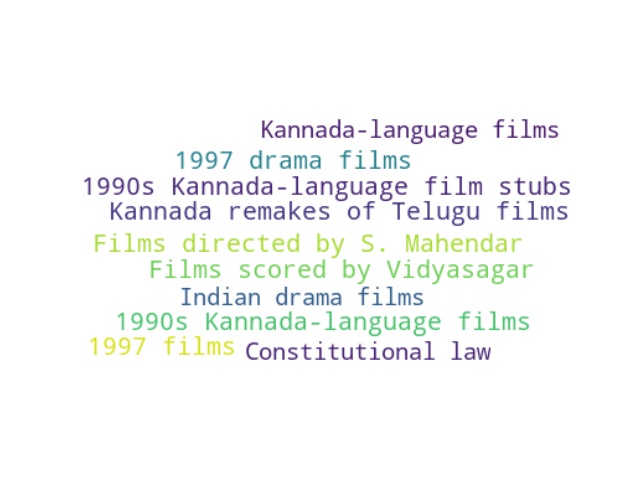 Kannada-language films
1997 drama films
1990s Kannada-language film stubs
Kannada remakes of Telugu films
Films directed by S. Mahendar
Films scored by Vidyasagar
Indian drama films
1990s Kannada-language films
1997 films
Constitutional law